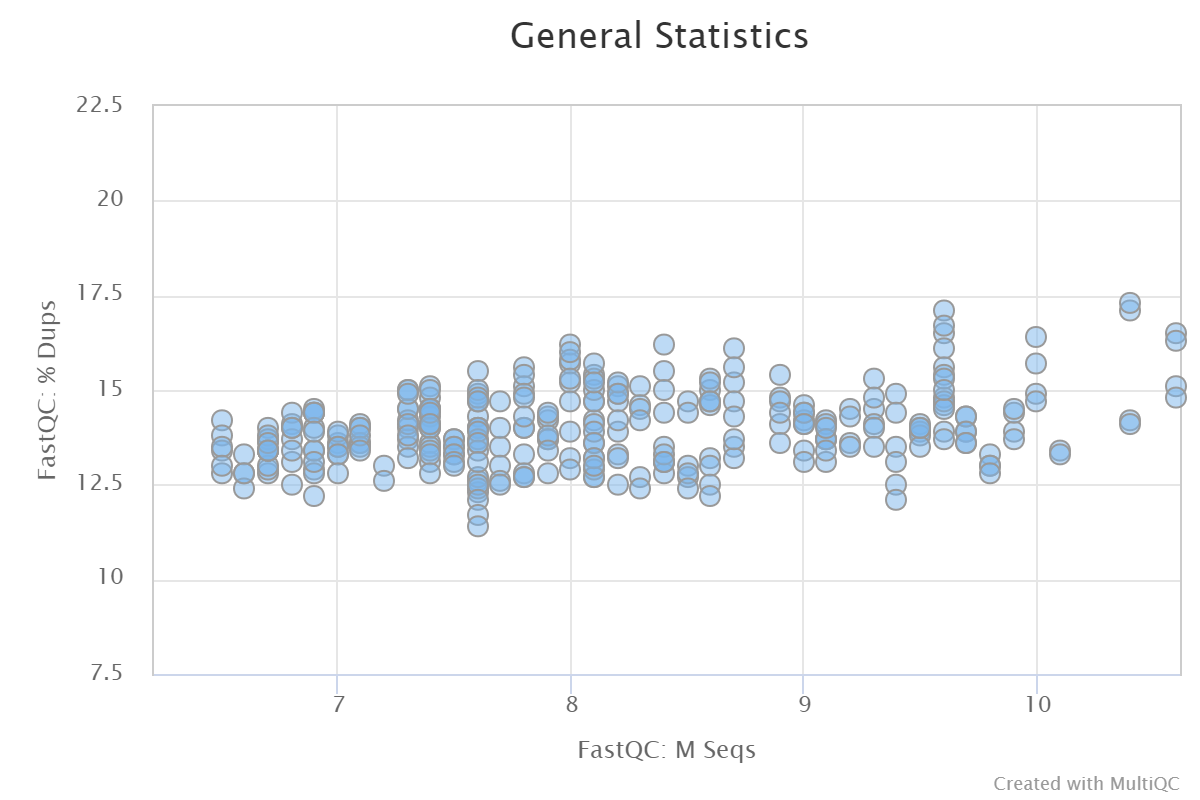 General Statistics
22.5
20
17.5
15
12.5
10
7.5
FastQC: % Dups
7 8 9 10
FastQC: M Seqs
Created with MultiQC